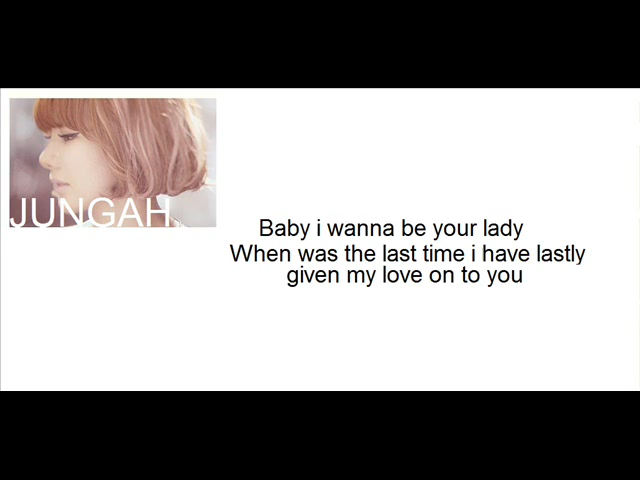 JUNGAH
Baby i wanna be your lady
When was the last time i have lastly
given my love on to you